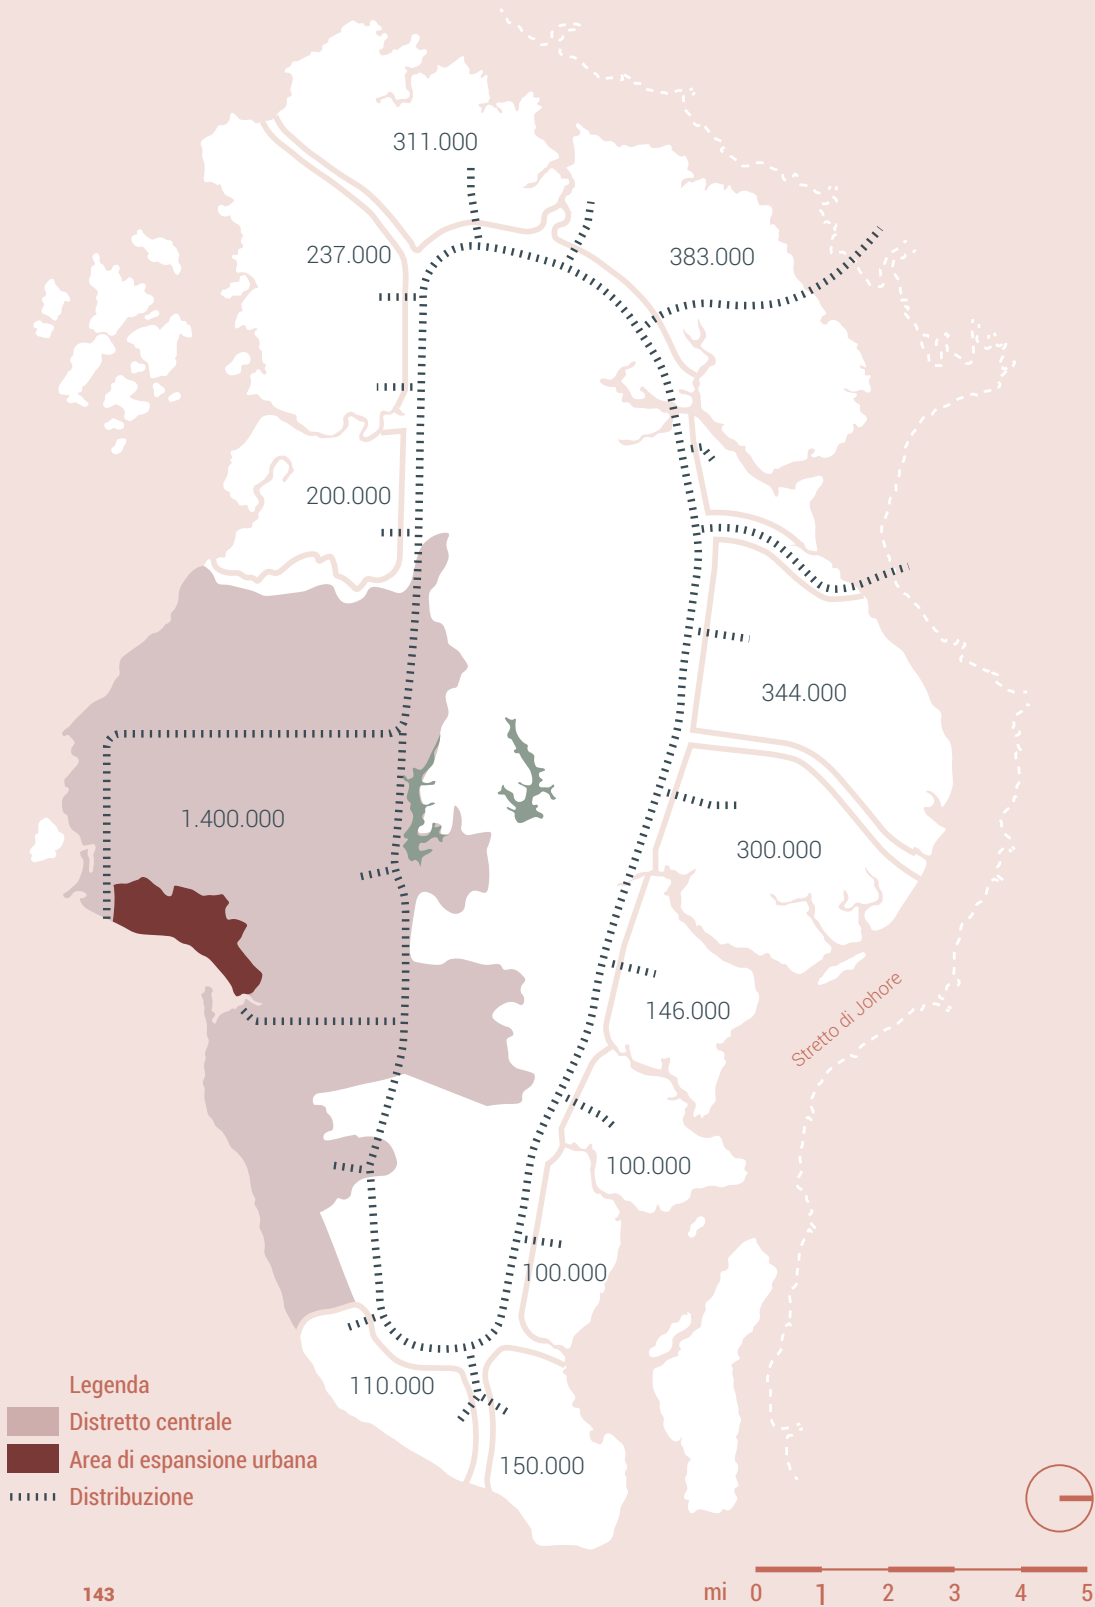 311.000
237.000
383.000
200.000
344.000
1.400.000
300.000
146.000
Stretto di Johore
100.000
100.000
110.000
150.000
Legenda
Distretto centrale
Area di espansione urbana
Distribuzione
mi 0 1 2 3 4 5
143